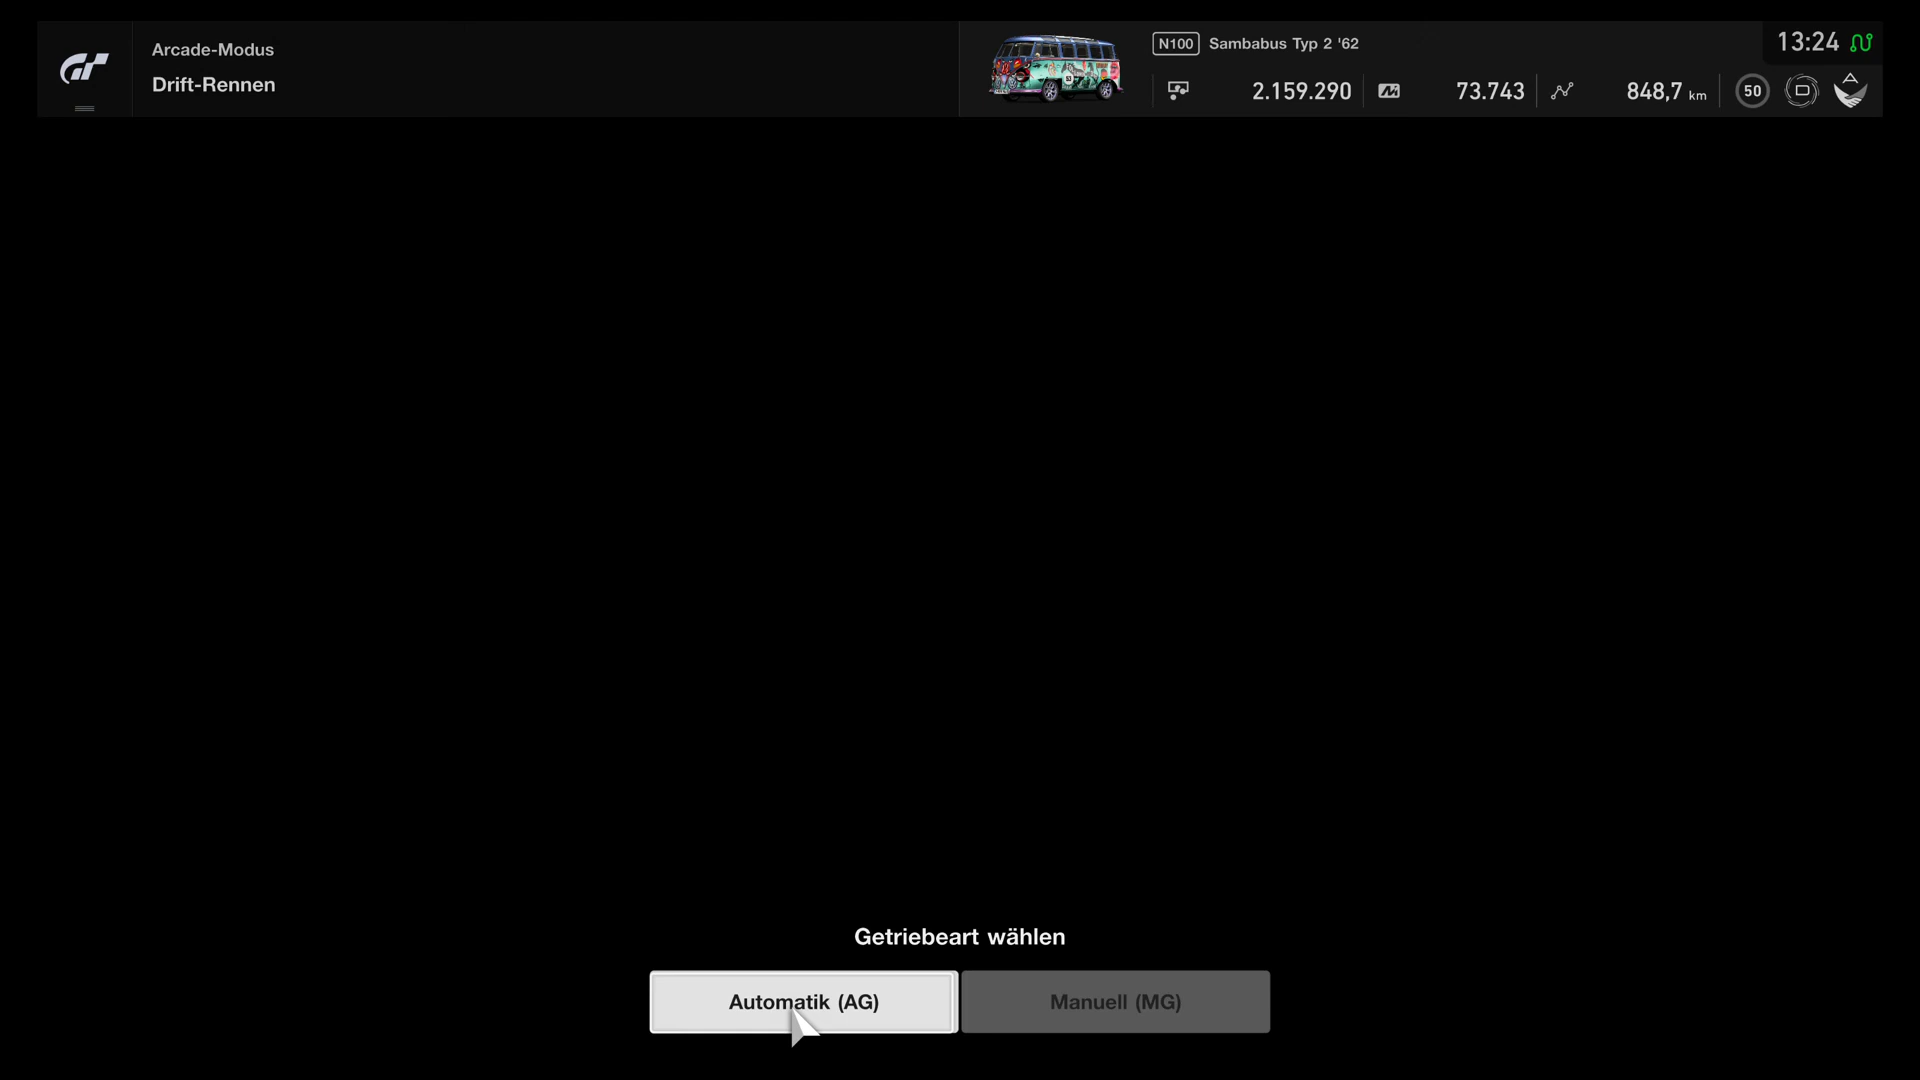 Arcade-Modus
Drift-Rennen
N100 Sambabus Typ 2 '62
13:24
2.159.290
73.743
848,7 km
50
D
A
Getriebeart wählen
Automatik (AG)
Manuell (MG)